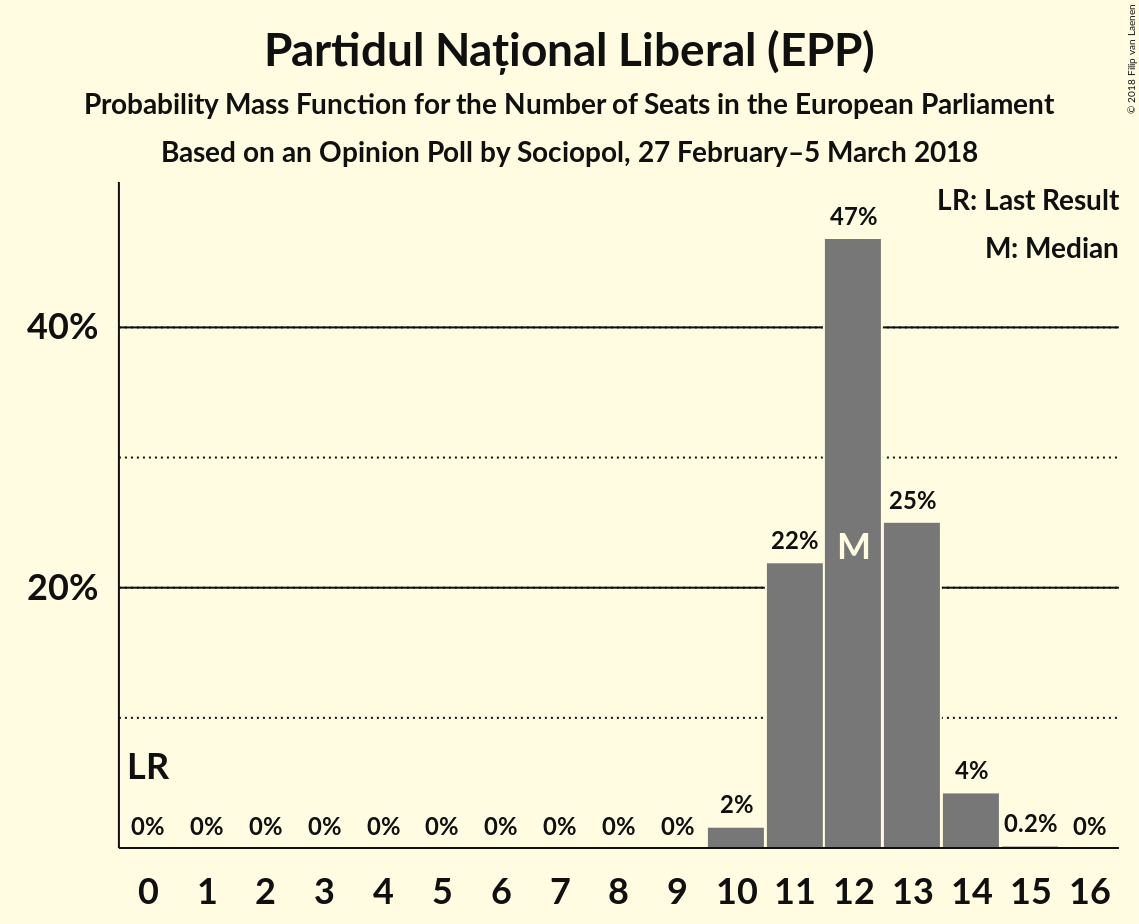 Partidul Național Liberal (EPP)
Probability Mass Function for the Number of Seats in the European Parliament
Based on an Opinion Poll by Sociopol, 27 February–5 March 2018
© 2018 Filip van Laenen
LR: Last Result
M: Median
47%
40%
25%
22%
M
20%
LR
4%
2%
0% 0% 0% 0% 0% 0% 0% 0% 0% 0% 0.2% 0%
0 1 2 3 4 5 6 7 8 9 10 11 12 13 14 15 16